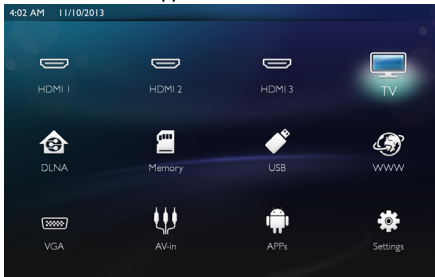 4:02 AM 11/10/2013
HDMI 1
HDMI 2
HDMI 3
TV
DLNA
Memory
USB
WWW
VGA
AV-in
APPs
Settings